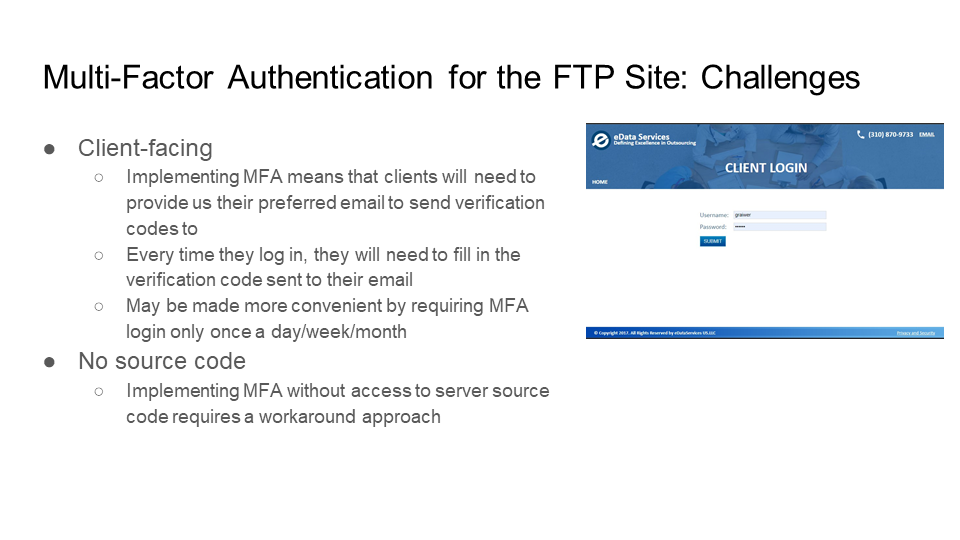 Multi-Factor Authentication for the FTP Site: Challenges
● Client-facing
○ Implementing MFA means that clients will need to
provide us their preferred email to send verification
codes to
○ Every time they log in, they will need to fill in the
verification code sent to their email
○ May be made more convenient by requiring MFA
login only once a day/week/month
● No source code
○ Implementing MFA without access to server source
code requires a workaround approach
eData Services
Defining Excellence in Outsourcing
(310) 870-9733 EMAIL
CLIENT LOGIN
HOME
Username: graiwer
Password: ••••••
SUBMIT
© Copyright 2017. All Rights Reserved by eDataServices US,LLC
Privacy and Security